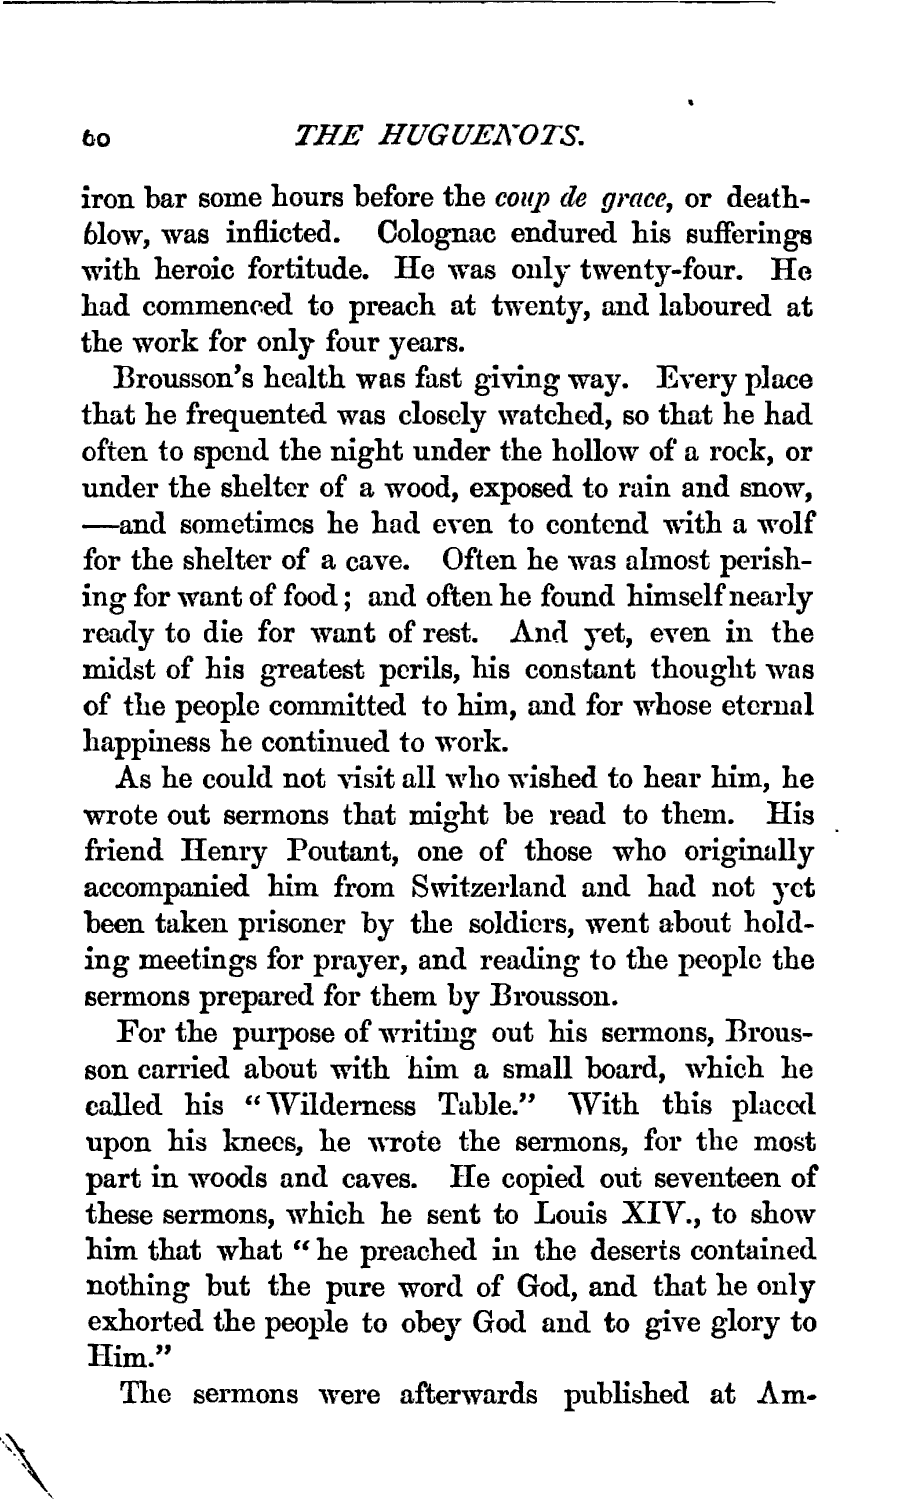 60 THE HUGUENOTS.
iron bar some hours before the coup de grace, or death-
blow, was inflicted. Colognac endured his sufferings
with heroic fortitude. He was only twenty-four. He
had commenced to preach at twenty, and laboured at
the work for only four years.
Brousson's health was fast giving way. Every place
that he frequented was closely watched, so that he had
often to spend the night under the hollow of a rock, or
under the shelter of a wood, exposed to rain and snow,
—and sometimes he had even to contend with a wolf
for the shelter of a cave. Often he was almost perish-
ing for want of food; and often he found himself nearly
ready to die for want of rest. And yet, even in the
midst of his greatest perils, his constant thought was
of the people committed to him, and for whose eternal
happiness he continued to work.
As he could not visit all who wished to hear him, he
wrote out sermons that might be read to them. His
friend Henry Poutant, one of those who originally
accompanied him from Switzerland and had not yet
been taken prisoner by the soldiers, went about hold-
ing meetings for prayer, and reading to the people the
sermons prepared for them by Brousson.
For the purpose of writing out his sermons, Brous-
son carried about with him a small board, which he
called his "Wilderness Table." With this placed
upon his knees, he wrote the sermons, for the most
part in woods and caves. He copied out seventeen of
these sermons, which he sent to Louis XIV., to show
him that what "he preached in the deserts contained
nothing but the pure word of God, and that he only
exhorted the people to obey God and to give glory to
Him."
The sermons were afterwards published at Am-